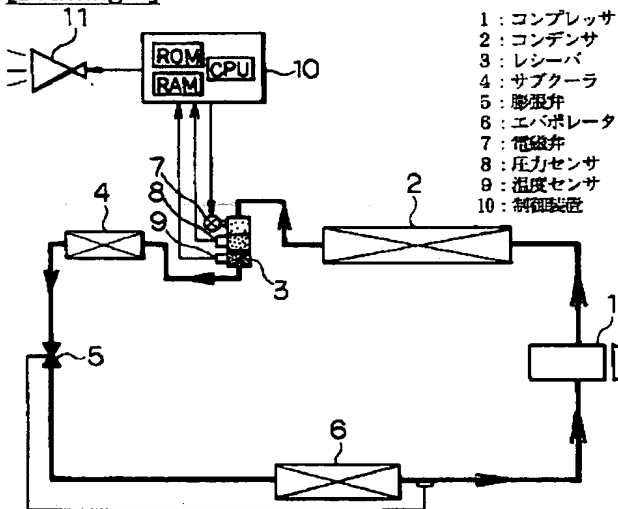 11
ROM
CPU
RAM
10
1：コンプレッサ
2：コンデンサ
3：レシーバ
4：サブクーラ
5：膨張弁
6：エバポレータ
7：電磁弁
8：圧力センサ
9：温度センサ
10：制御装置
7
8
9
4
2
3
1
5
6